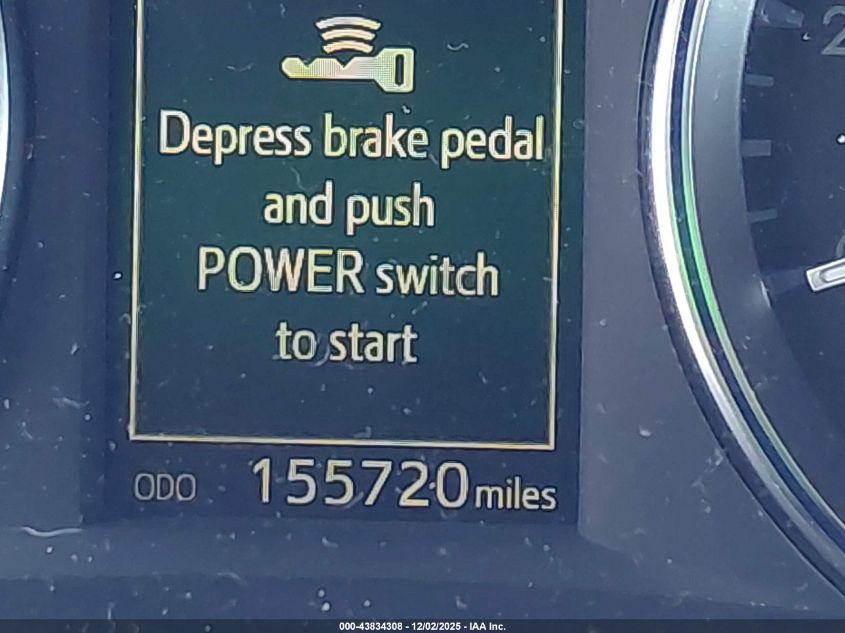 Depress brake pedal
and push
POWER switch
to start
ODO 155720 miles
000-43834308 - 12/02/2025 - IAA Inc.